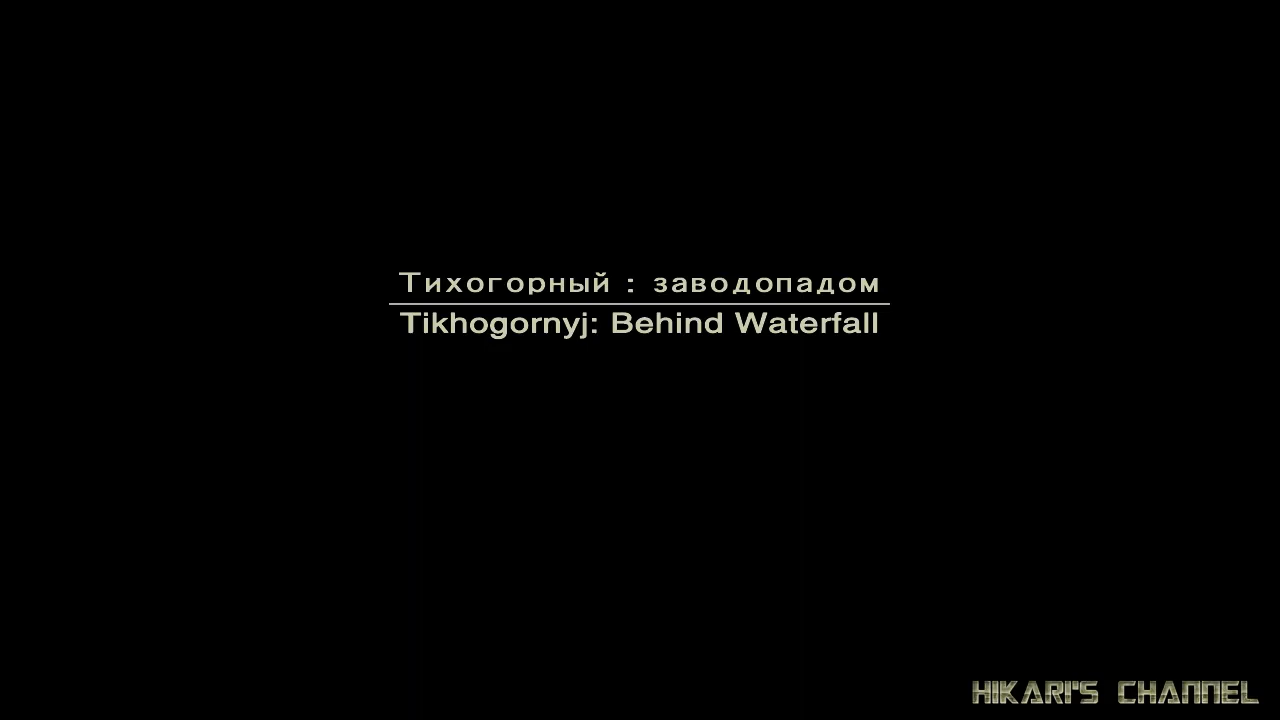 Тихогорный : заводопадом
Tikhogornyj: Behind Waterfall
HIKARI'S CHANNEL